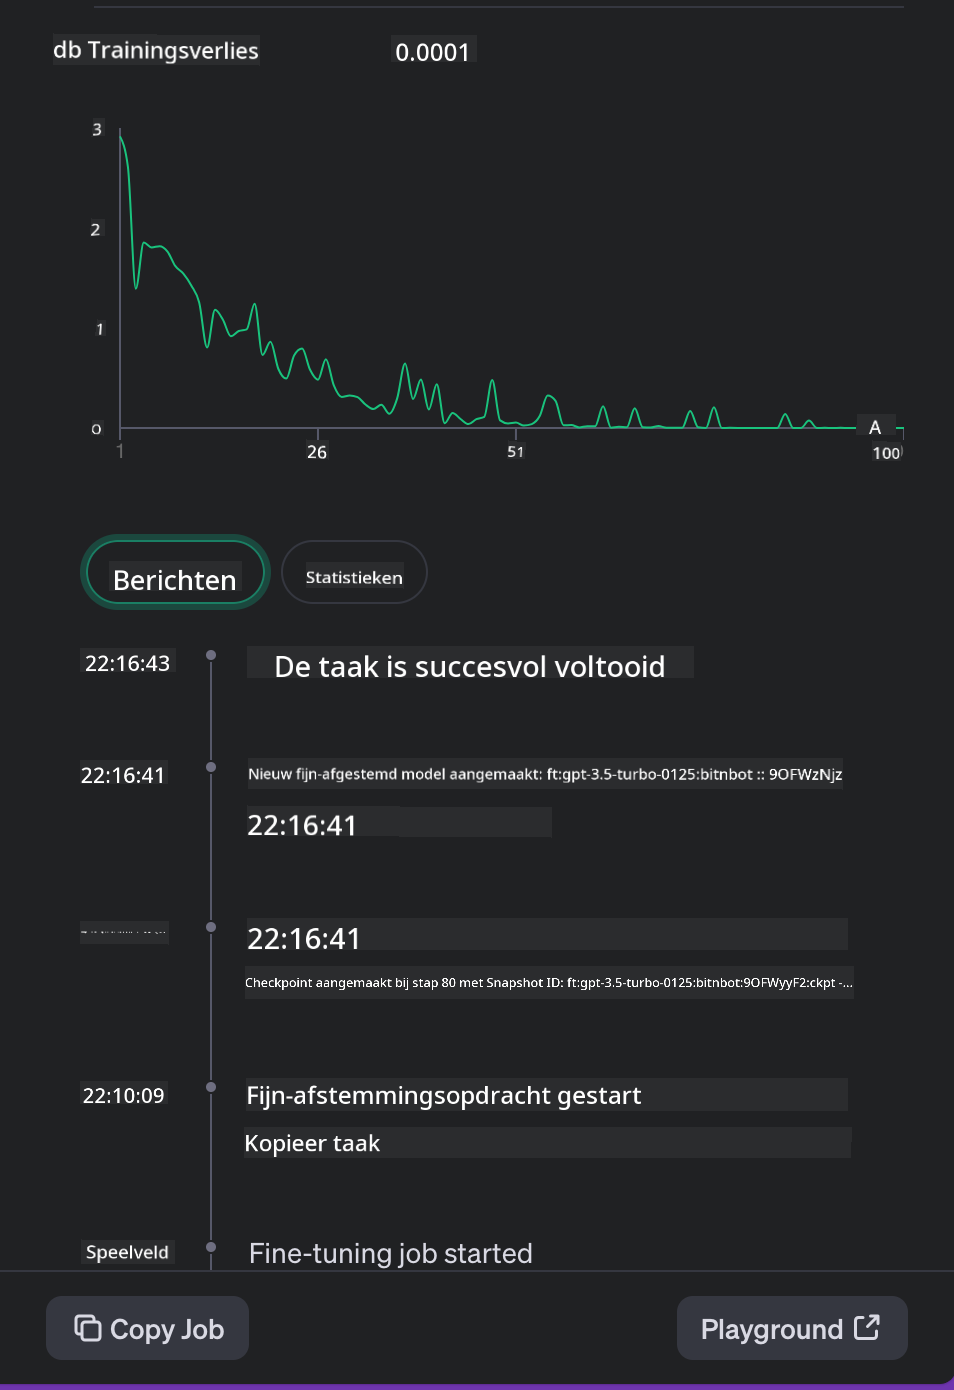 db Trainingsverlies 0.0001
3
2
1
0
1 26 51 100
A
Berichten Statistieken
22:16:43 De taak is succesvol voltooid
22:16:41 Nieuw fijn-afgestemd model aangemaakt: ft:gpt-3.5-turbo-0125:bitnbot :: 9OFWzNjz
22:16:41
22:16:41
Checkpoint aangemaakt bij stap 80 met Snapshot ID: ft:gpt-3.5-turbo-0125:bitnbot:9OFWyyF2:ckpt -...
22:10:09 Fijn-afstemmingsopdracht gestart
Kopieer taak
Speelveld Fine-tuning job started
Copy Job Playground